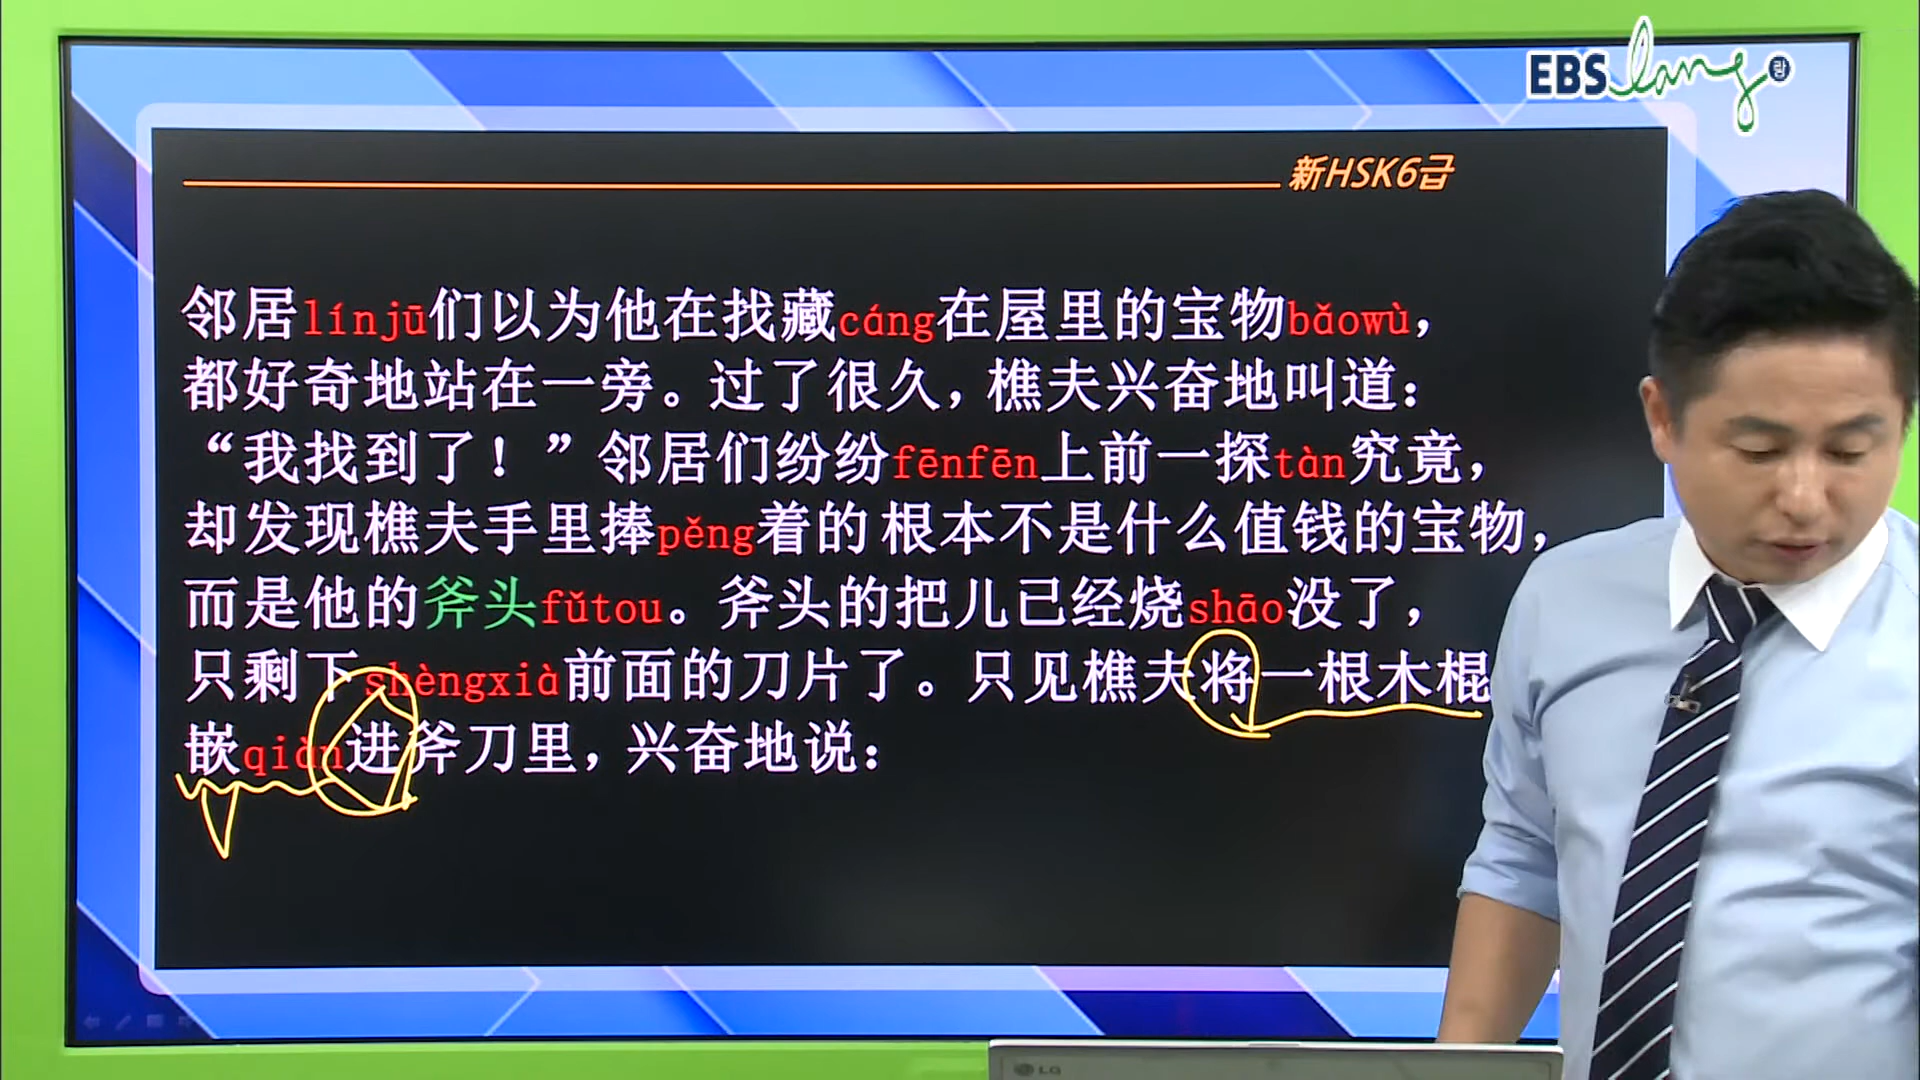 EBS lang 랑
新HSK6급
邻居línjū们以为他在找藏cáng在屋里的宝物bǎowù，
都好奇地站在一旁。过了很久，樵夫兴奋地叫道：
“我找到了！”邻居们纷纷fēnfēn上前一探tàn究竟，
却发现樵夫手里捧pěng着的根本不是什么值钱的宝物，
而是他的斧头fǔtou。斧头的把儿已经烧shāo没了，
只剩下shèngxià前面的刀片了。只见樵夫将一根木棍
嵌qiàn进斧刀里，兴奋地说：
LG